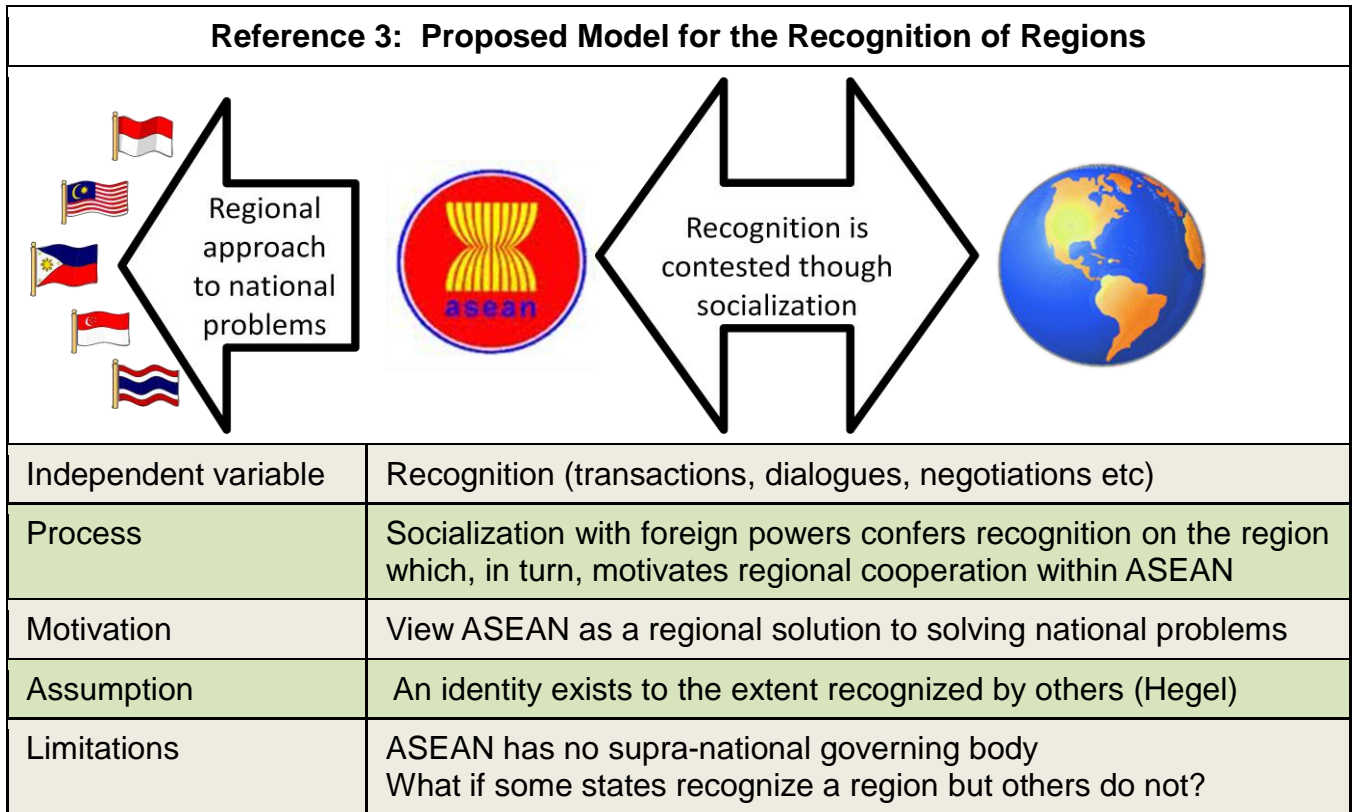 Reference 3: Proposed Model for the Recognition of Regions
Regional
approach
to national
problems
asean
Recognition is
contested though
socialization
Independent variable
Recognition (transactions, dialogues, negotiations etc)
Process
Socialization with foreign powers confers recognition on the region
which, in turn, motivates regional cooperation within ASEAN
Motivation
View ASEAN as a regional solution to solving national problems
Assumption
An identity exists to the extent recognized by others (Hegel)
Limitations
ASEAN has no supra-national governing body
What if some states recognize a region but others do not?